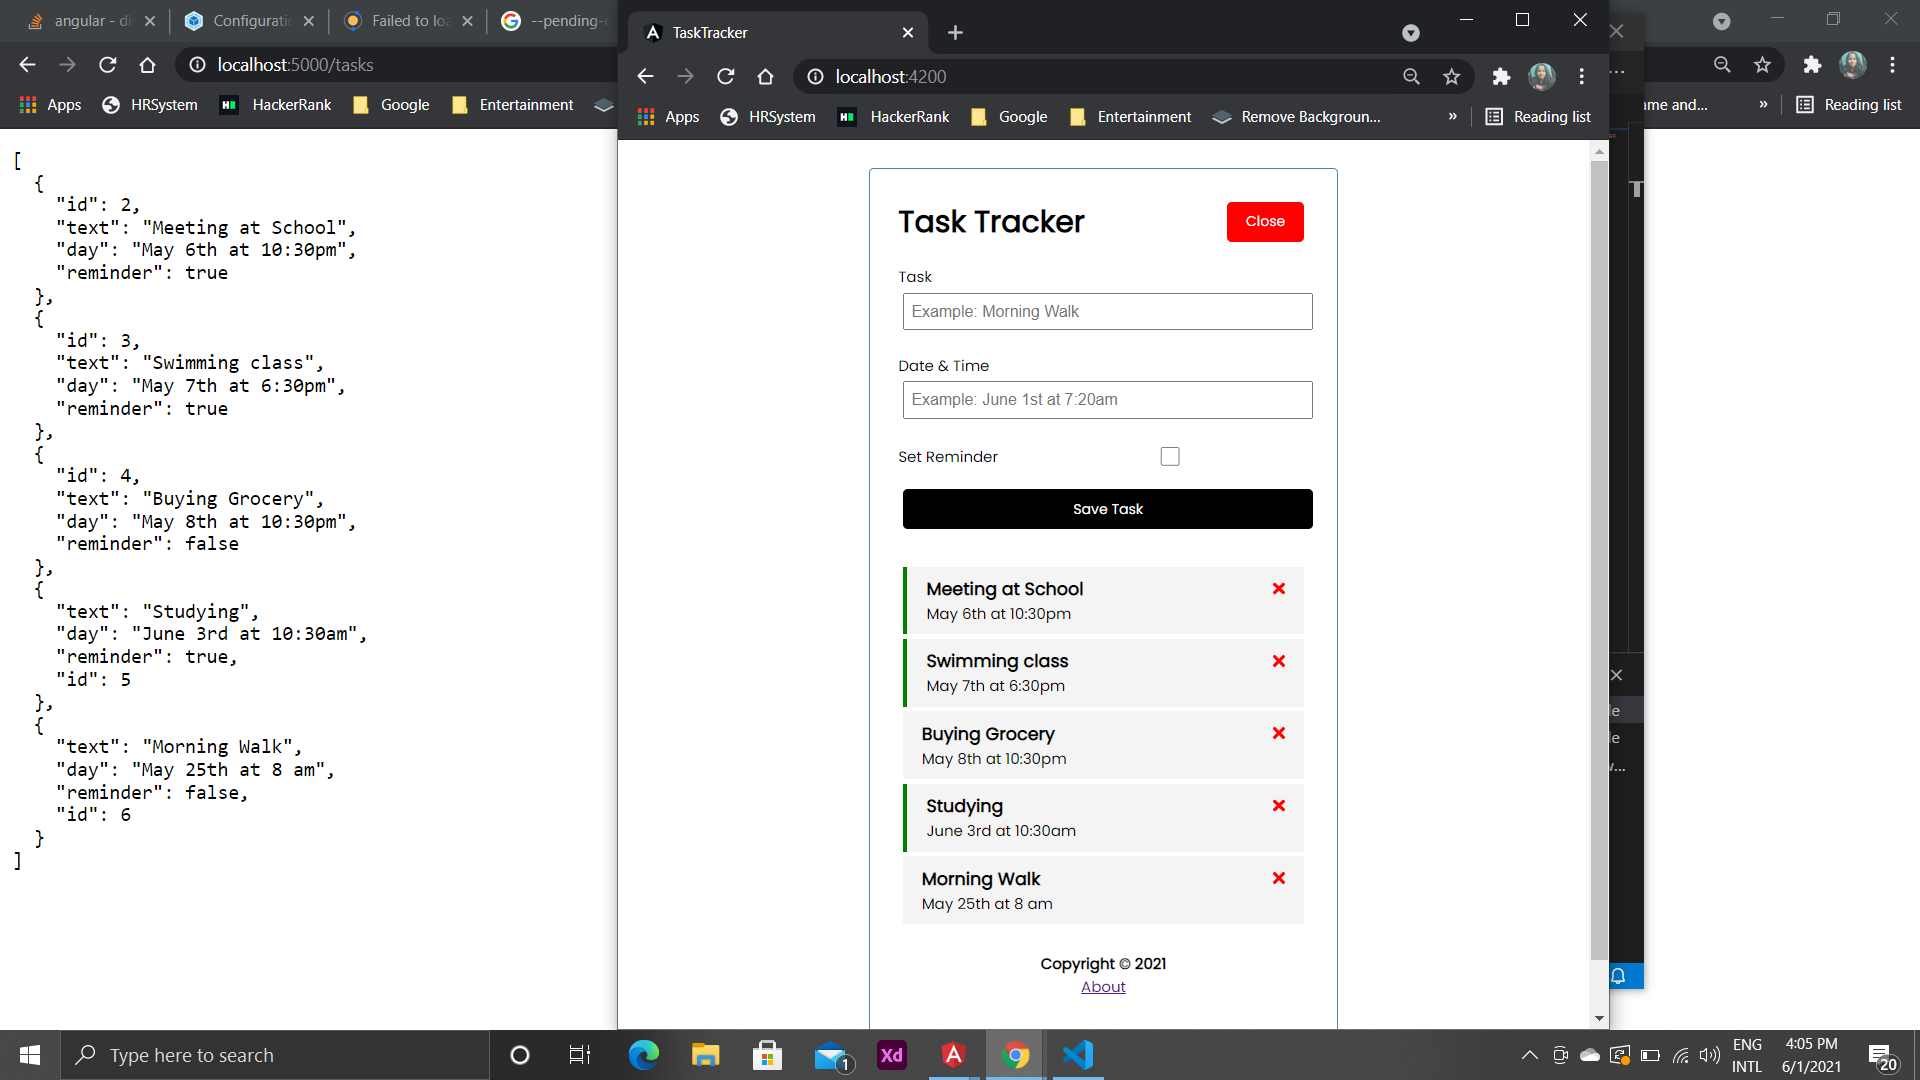 angular - di
Configuratio
Failed to loa
--pending-c
localhost:5000/tasks
Apps
HRSystem
HackerRank
Google
Entertainment
[
{
"id": 2,
"text": "Meeting at School",
"day": "May 6th at 10:30pm",
"reminder": true
},
{
"id": 3,
"text": "Swimming class",
"day": "May 7th at 6:30pm",
"reminder": true
},
{
"id": 4,
"text": "Buying Grocery",
"day": "May 8th at 10:30pm",
"reminder": false
},
{
"text": "Studying",
"day": "June 3rd at 10:30am",
"reminder": true,
"id": 5
},
{
"text": "Morning Walk",
"day": "May 25th at 8 am",
"reminder": false,
"id": 6
}
]
TaskTracker
localhost:4200
Apps
HRSystem
HackerRank
Google
Entertainment
Remove Backgroun...
»
Reading list
Task Tracker
Close
Task
Example: Morning Walk
Date & Time
Example: June 1st at 7:20am
Set Reminder
Save Task
Meeting at School
May 6th at 10:30pm
Swimming class
May 7th at 6:30pm
Buying Grocery
May 8th at 10:30pm
Studying
June 3rd at 10:30am
Morning Walk
May 25th at 8 am
Copyright © 2021
About
ame and...
»
Reading list
le
le
w...
Type here to search
1
Xd
ENG
INTL
4:05 PM
6/1/2021
20